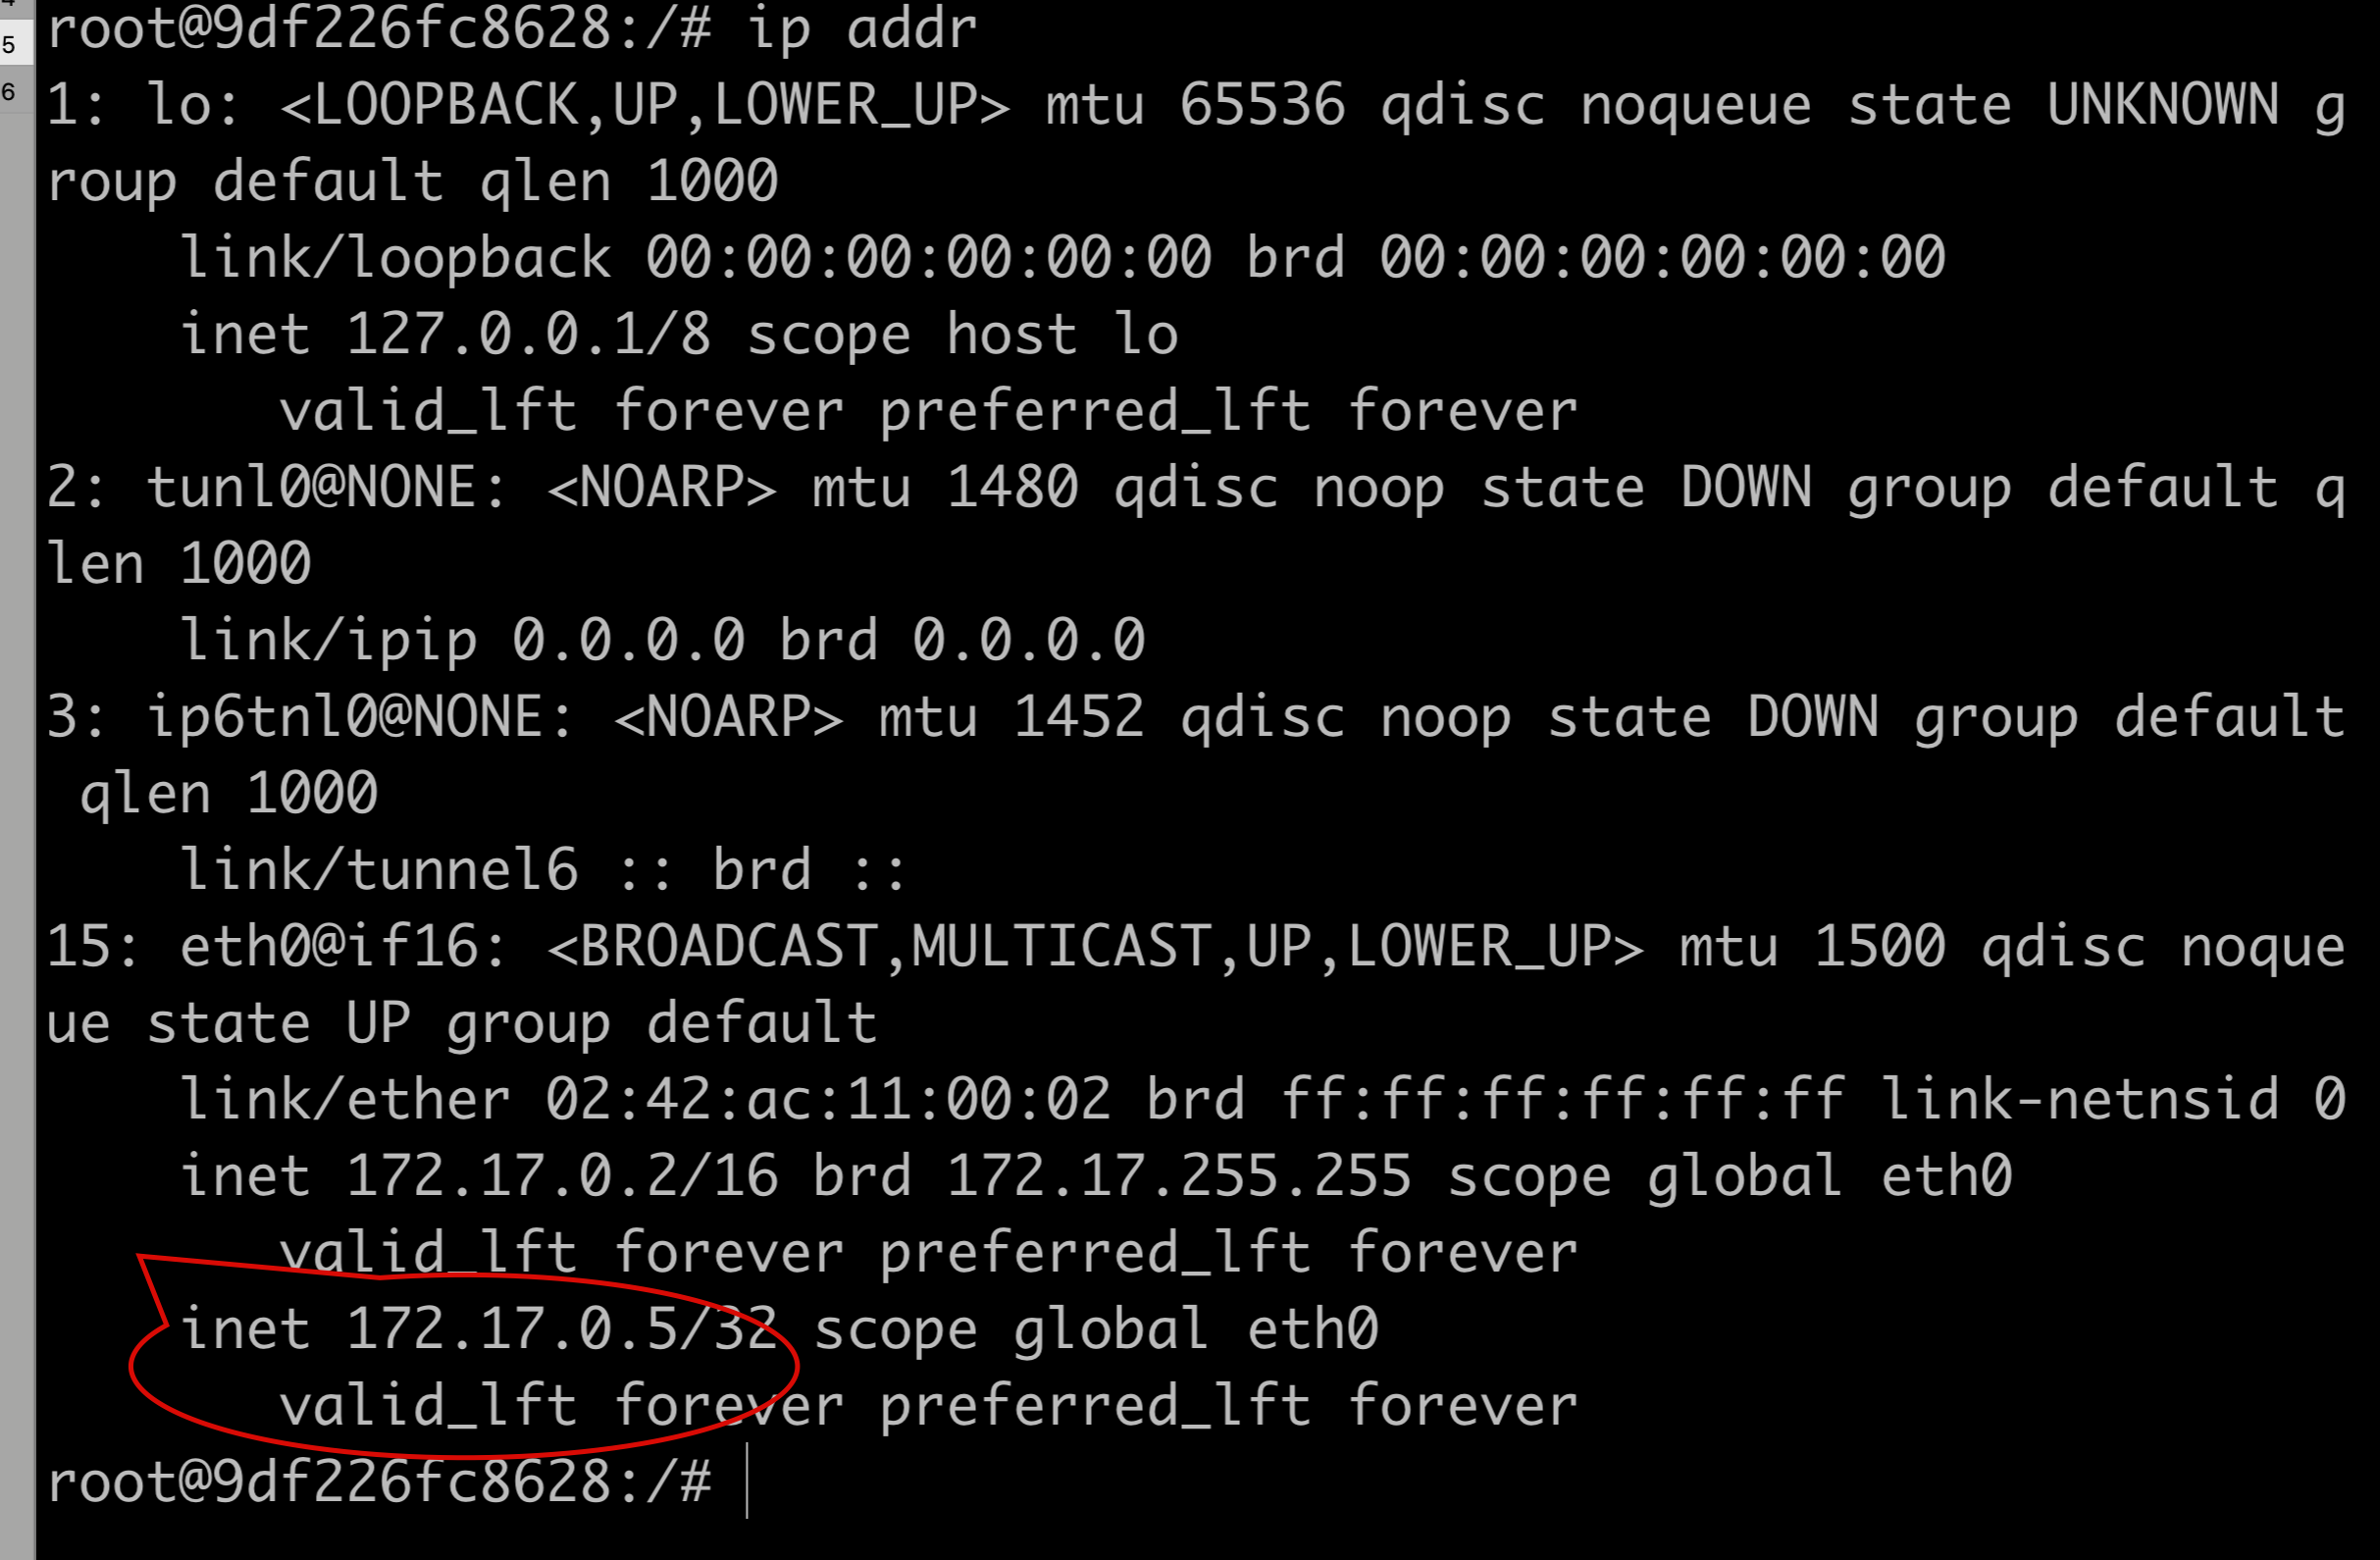 4
5
6
root@9df226fc8628:/# ip addr
1: lo: <LOOPBACK,UP,LOWER_UP> mtu 65536 qdisc noqueue state UNKNOWN g
roup default qlen 1000
    link/loopback 00:00:00:00:00:00 brd 00:00:00:00:00:00
    inet 127.0.0.1/8 scope host lo
       valid_lft forever preferred_lft forever
2: tunl0@NONE: <NOARP> mtu 1480 qdisc noop state DOWN group default q
len 1000
    link/ipip 0.0.0.0 brd 0.0.0.0
3: ip6tnl0@NONE: <NOARP> mtu 1452 qdisc noop state DOWN group default
 qlen 1000
    link/tunnel6 :: brd ::
15: eth0@if16: <BROADCAST,MULTICAST,UP,LOWER_UP> mtu 1500 qdisc noque
ue state UP group default
    link/ether 02:42:ac:11:00:02 brd ff:ff:ff:ff:ff:ff link-netnsid 0
    inet 172.17.0.2/16 brd 172.17.255.255 scope global eth0
       valid_lft forever preferred_lft forever
    inet 172.17.0.5/32 scope global eth0
       valid_lft forever preferred_lft forever
root@9df226fc8628:/#